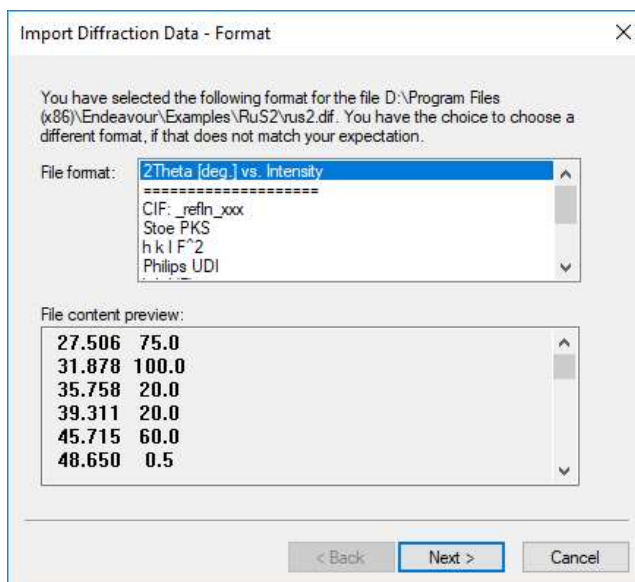 Import Diffraction Data - Format
You have selected the following format for the file D:\Program Files
(x86)\Endeavour\Examples\RuS2\rus2.dif. You have the choice to choose a
different format, if that does not match your expectation.
File format:
2Theta [deg.] vs. Intensity
====================
CIF: _refln_xxx
Stoe PKS
h k l F^2
Philips UDI
File content preview:
27.506 75.0
31.878 100.0
35.758 20.0
39.311 20.0
45.715 60.0
48.650 0.5
< Back
Next >
Cancel